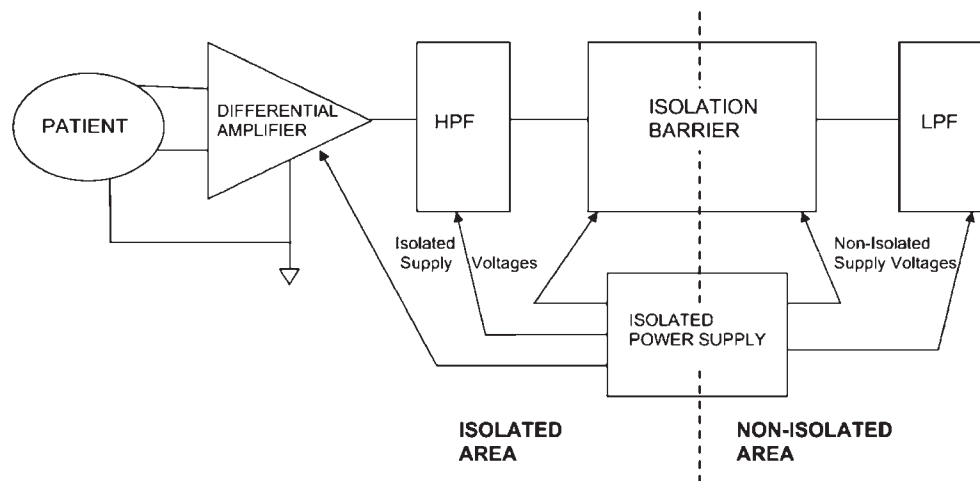 PATIENT
DIFFERENTIAL
AMPLIFIER
HPF
ISOLATION
BARRIER
LPF
Isolated
Supply Voltages
Non-Isolated
Supply Voltages
ISOLATED
POWER SUPPLY
ISOLATED
AREA
NON-ISOLATED
AREA